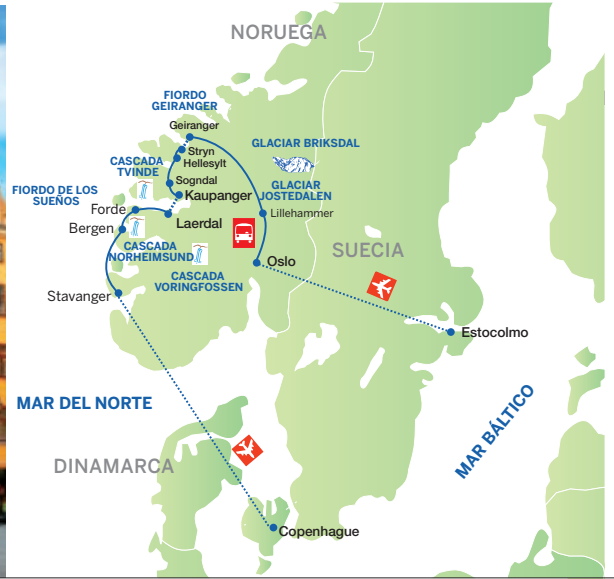 NORUEGA
FIORDO
GEIRANGER
Geiranger
GLACIAR BRIKSDAL
Stryn
Hellesylt
CASCADA
TVINDE
Sogndal
GLACIAR
JOSTEDALEN
Kaupanger
FIORDO DE LOS
SUEÑOS
Forde
Lillehammer
Laerdal
Bergen
CASCADA
NORHEIMSUND
SUECIA
Oslo
CASCADA
VORINGFOSSEN
Stavanger
Estocolmo
MAR DEL NORTE
MAR BÁLTICO
DINAMARCA
Copenhague